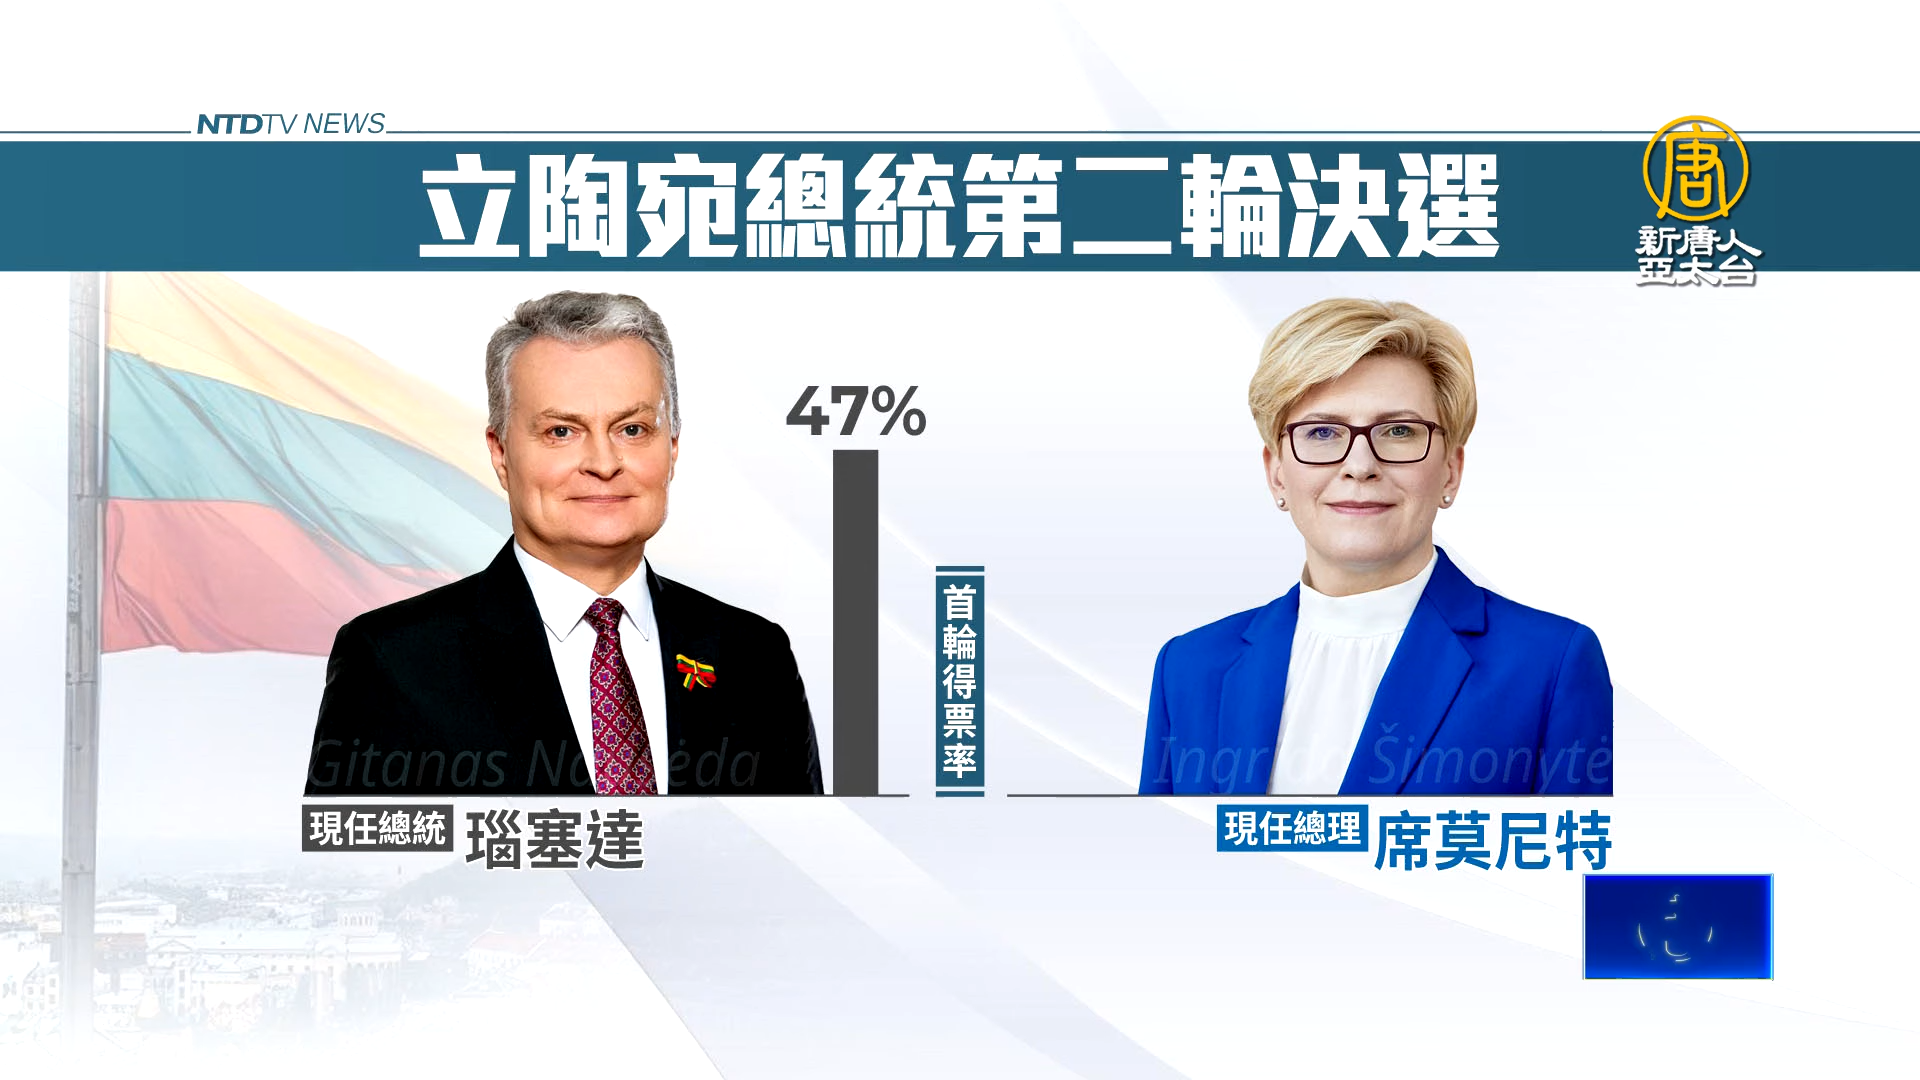 NTDTV NEWS
立陶宛總統第二輪決選
新唐人
亞太台
唐
47%
首輪得票率
Gitanas Nausėda
Ingrida Šimonytė
現任總統 瑙塞達
現任總理 席莫尼特